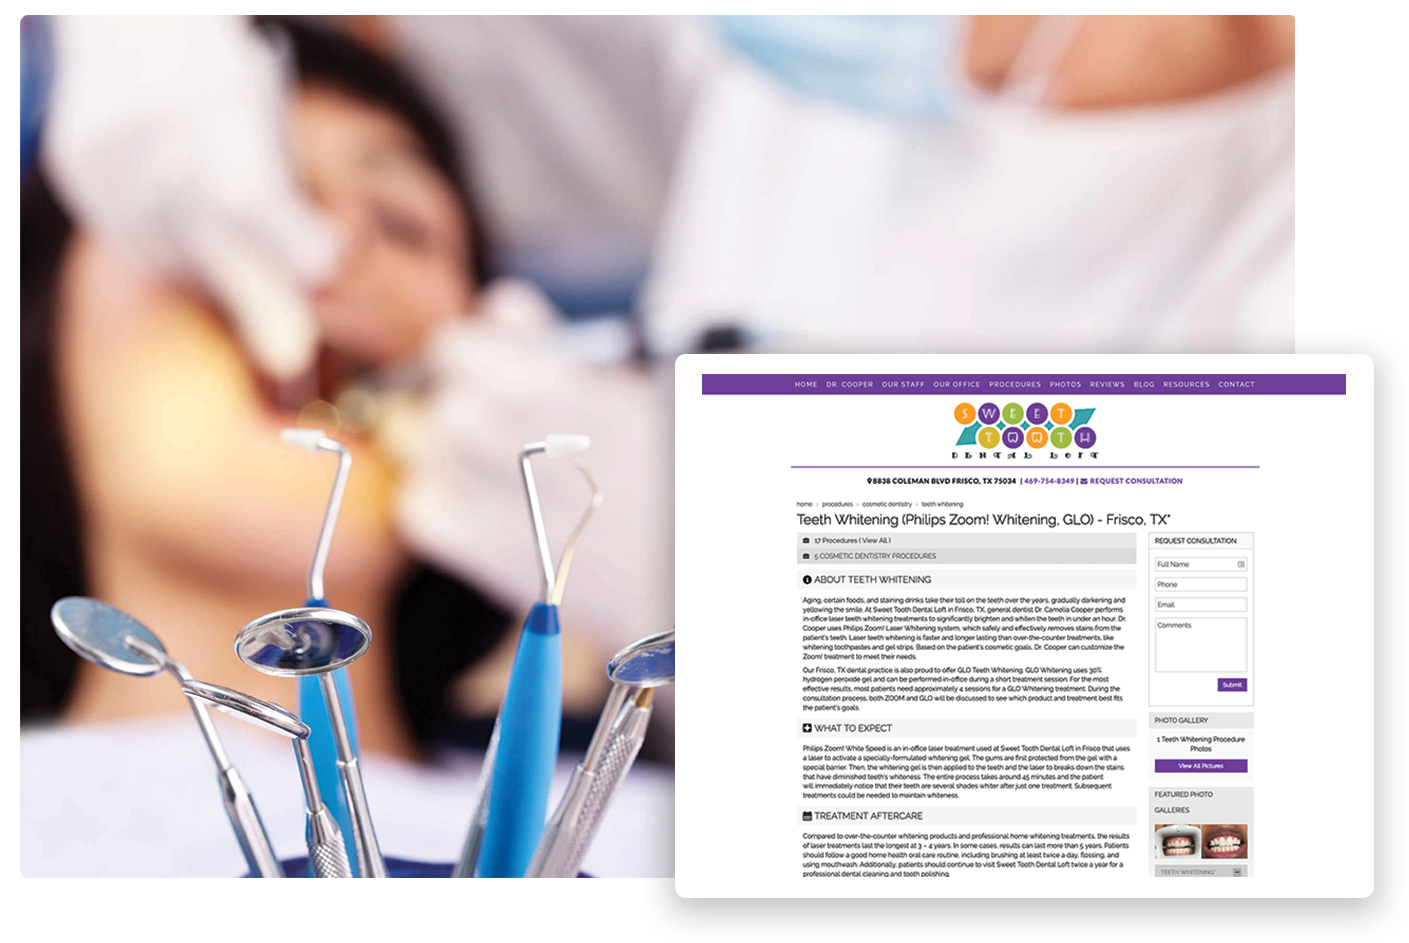 HOME DR. COOPER OUR STAFF OUR OFFICE PROCEDURES PHOTOS REVIEWS BLOG RESOURCES CONTACT
SWEET
TOOTH
DENTAL LOFT
8838 COLEMAN BLVD FRISCO, TX 75034 | 469-754-8349 | REQUEST CONSULTATION
home > procedures > cosmetic dentistry > teeth whitening
Teeth Whitening (Philips Zoom! Whitening, GLO) - Frisco, TX*
17 Procedures ( View All )
5 COSMETIC DENTISTRY PROCEDURES
ABOUT TEETH WHITENING
Aging, certain foods, and staining drinks take their toll on the teeth over the years, gradually darkening and
yellowing the smile. At Sweet Tooth Dental Loft in Frisco, TX, general dentist Dr. Camelia Cooper performs
in-office laser teeth whitening treatments to significantly brighten and whiten the teeth in under an hour. Dr.
Cooper uses Philips Zoom! Laser Whitening system, which safely and effectively removes stains from the
patient's teeth. Laser teeth whitening is faster and longer lasting than over-the-counter treatments, like
whitening toothpastes and gel strips. Based on the patient's cosmetic goals, Dr. Cooper can customize the
Zoom! treatment to meet their needs.
Our Frisco, TX dental practice is also proud to offer GLO Teeth Whitening. GLO Whitening uses 30%
hydrogen peroxide gel and can be performed in-office during a short treatment session. For the most
effective results, most patients need approximately 4 sessions for a GLO Whitening treatment. During the
consultation process, both ZOOM and GLO will be discussed to see which product and treatment best fits
the patient's goals.
WHAT TO EXPECT
Philips Zoom! White Speed is an in-office laser treatment used at Sweet Tooth Dental Loft in Frisco that uses
a laser to activate a specially-formulated whitening gel. The gums are first protected from the gel with a
special barrier. Then, the whitening gel is then applied to the teeth and the laser to breaks down the stains
that have diminished teeth's whiteness. The entire process takes around 45 minutes and the patient
will immediately notice that their teeth are several shades whiter after just one treatment. Subsequent
treatments could be needed to maintain whiteness.
TREATMENT AFTERCARE
Compared to over-the-counter whitening products and professional home whitening treatments, the results
of laser treatments last the longest at 3 – 4 years. In some cases, results can last more than 5 years. Patients
should follow a good home health oral care routine, including brushing at least twice a day, flossing, and
using mouthwash. Additionally, patients should continue to visit Sweet Tooth Dental Loft twice a year for a
professional dental cleaning and tooth polishing.
REQUEST CONSULTATION
Full Name
Phone
Email
Comments
Submit
PHOTO GALLERY
1 Teeth Whitening Procedure
Photos
View All Pictures
FEATURED PHOTO
GALLERIES
TEETH WHITENING*